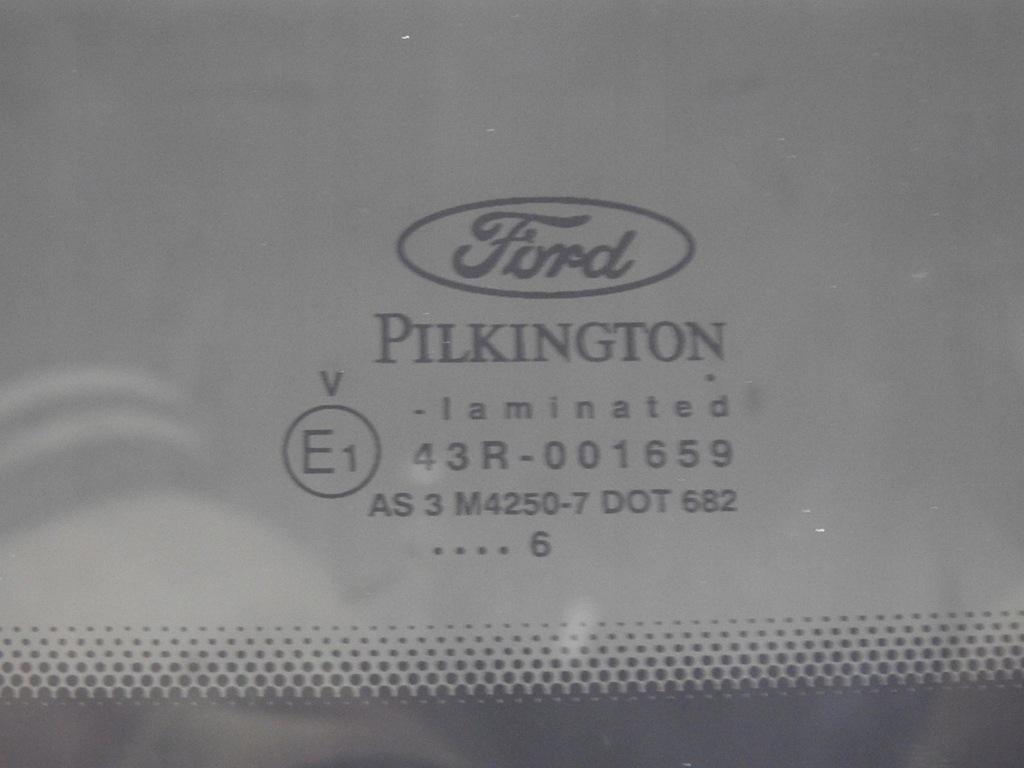 Ford
PILKINGTON
V
- laminated
E1
43R-001659
AS 3 M4250-7 DOT 682
.... 6